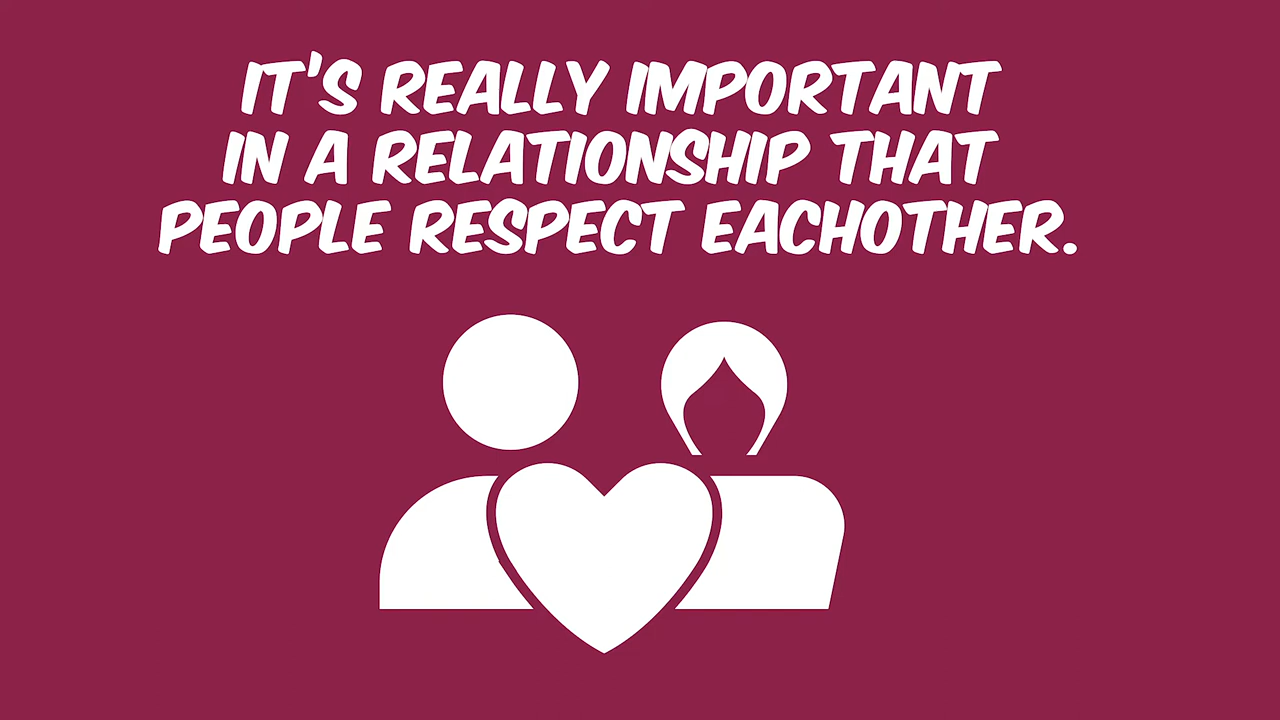 IT'S REALLY IMPORTANT
IN A RELATIONSHIP THAT
PEOPLE RESPECT EACHOTHER.